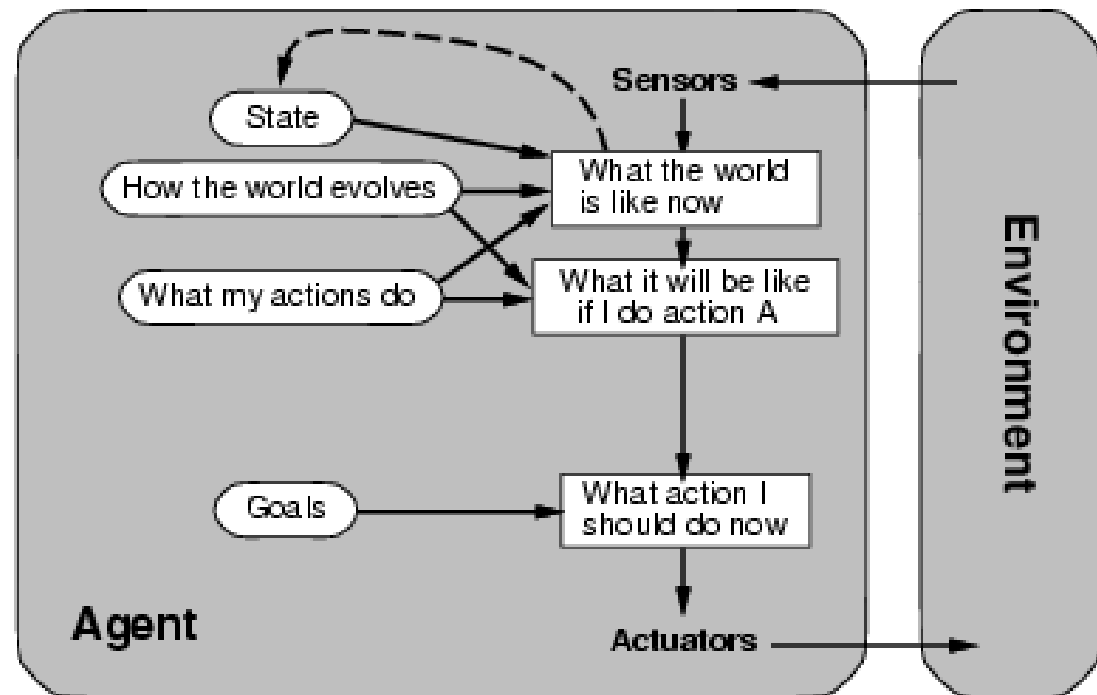 Sensors
State
What the world
is like now
How the world evolves
What my actions do
What it will be like
if I do action A
Goals
What action I
should do now
Agent
Actuators
Environment